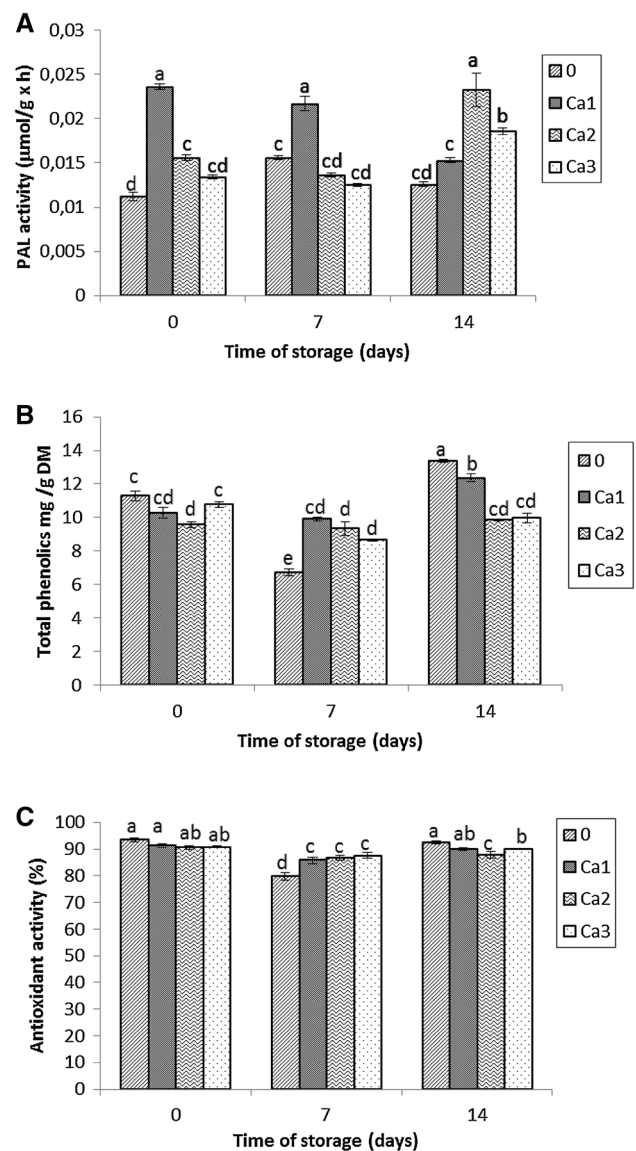 A
0,03
0,025
0,02
0,015
0,01
0,005
0
PAL activity (µmol/g x h)
d a c cd
c a cd cd
cd c a b
0 7 14
Time of storage (days)
0
Ca1
Ca2
Ca3
B
16
14
12
10
8
6
4
2
0
Total phenolics mg /g DM
c cd d c
e cd d d
a b cd cd
0 7 14
Time of storage (days)
0
Ca1
Ca2
Ca3
C
100
90
80
70
60
50
40
30
20
10
0
Antioxidant activity (%)
a a ab ab
d c c c
a ab c b
0 7 14
Time of storage (days)
0
Ca1
Ca2
Ca3